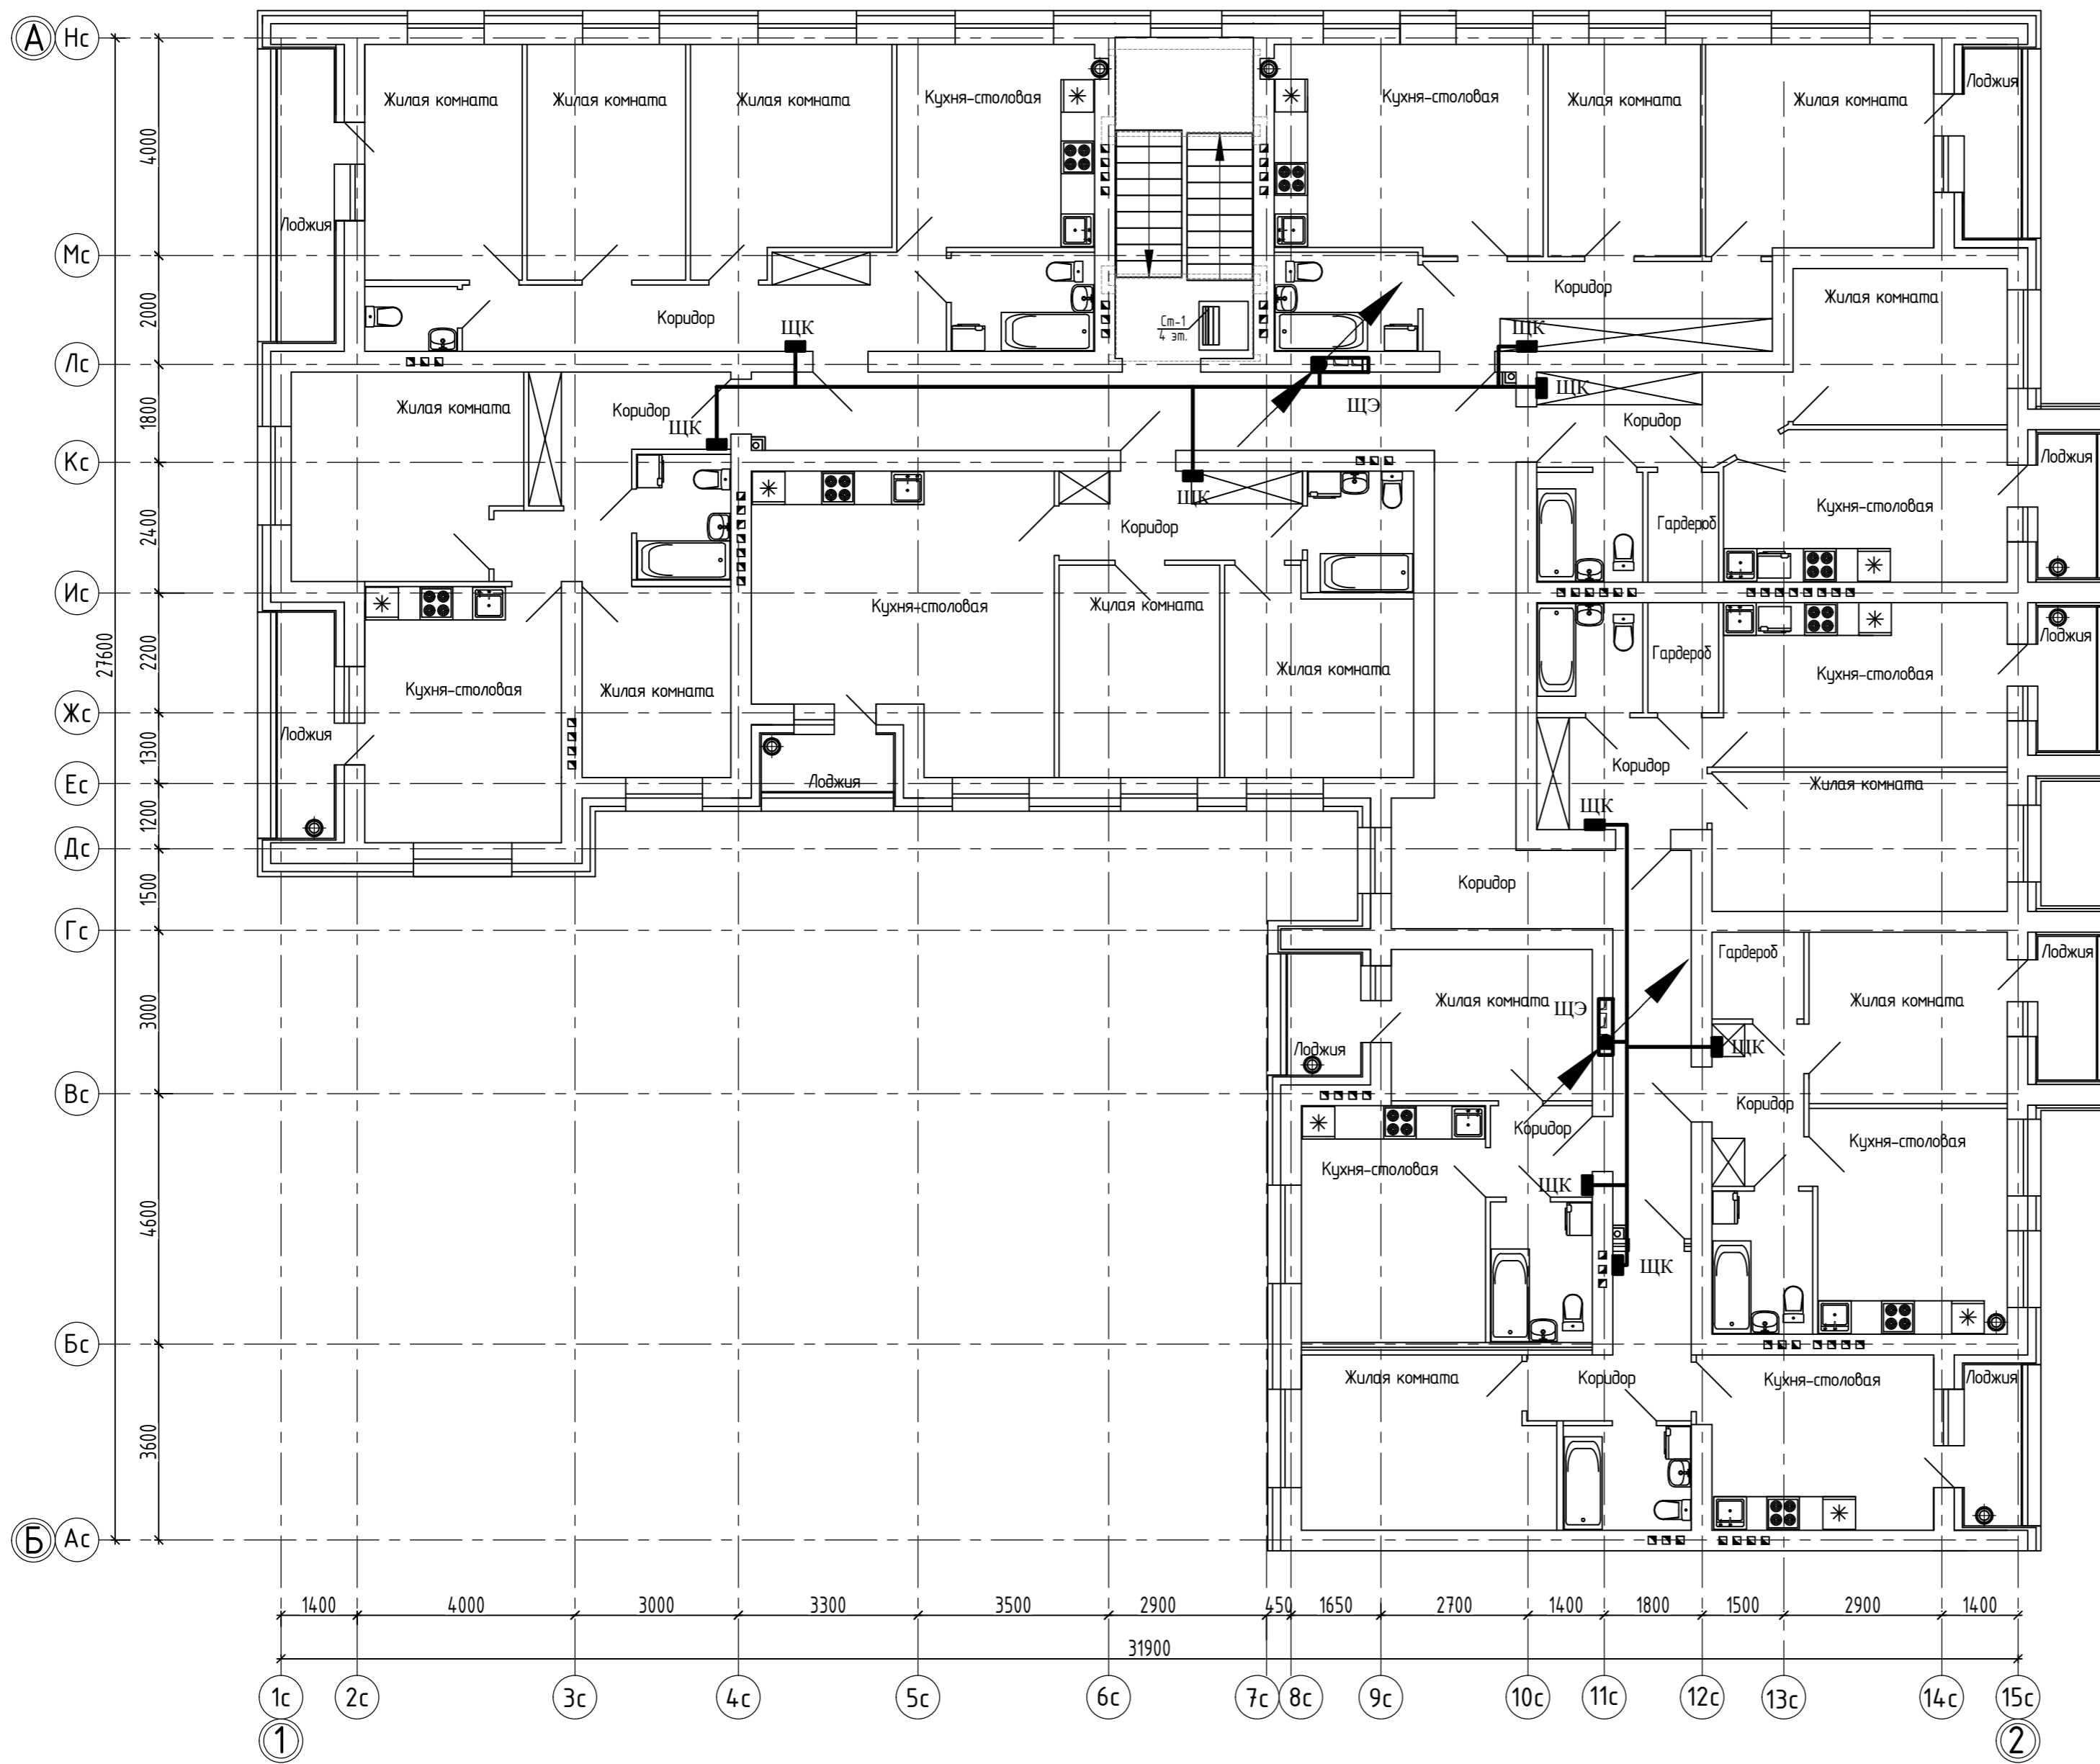 А Нс
Жилая комната
Жилая комната
Жилая комната
Кухня-столовая
Кухня-столовая
Жилая комната
Жилая комната
Лоджия
4000
Лоджия
Мс
2000
Коридор
ЩК
Ст-1
4 эт.
Коридор
ЩК
Жилая комната
Лс
1800
Жилая комната
Коридор
ЩК
ЩЭ
ЩК
Коридор
Кс
Лоджия
2400
ЩК
Коридор
Гардероб
Кухня-столовая
Ис
27600
2200
Кухня-столовая
Жилая комната
Гардероб
Лоджия
Кухня-столовая
Кухня-столовая
Жилая комната
Жилая комната
Жс
1300
Лоджия
Коридор
Ес
Лоджия
Жилая комната
1200
ЩК
Дс
1500
Коридор
Гс
Гардероб
Лоджия
3000
Жилая комната
ЩЭ
Жилая комната
Лоджия
ЩК
Вс
Коридор
Коридор
Кухня-столовая
Кухня-столовая
4600
ЩК
ЩК
Бс
Жилая комната
Коридор
Кухня-столовая
Лоджия
3600
Б Ас
1400 4000 3000 3300 3500 2900 450 1650 2700 1400 1800 1500 2900 1400
31900
1с 2с 3с 4с 5с 6с 7с 8с 9с 10с 11с 12с 13с 14с 15с
1 2